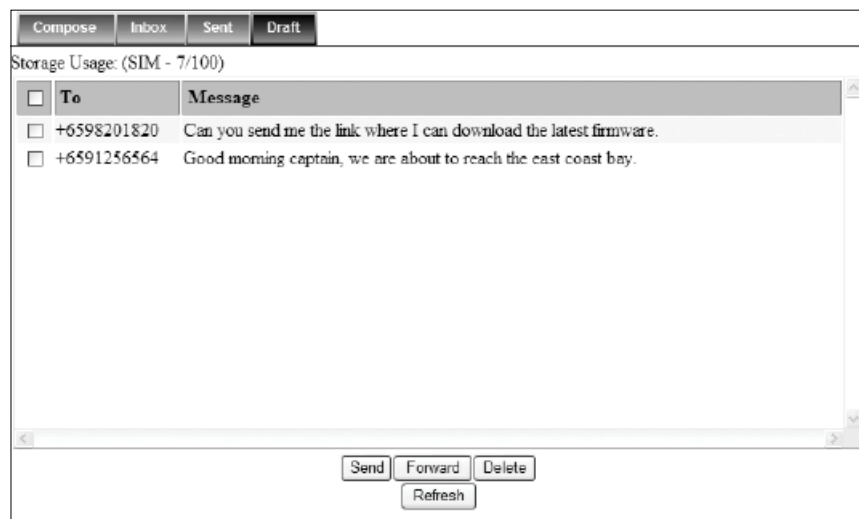 Compose Inbox Sent Draft
Storage Usage: (SIM - 7/100)
To Message
+6598201820 Can you send me the link where I can download the latest firmware.
+6591256564 Good morning captain, we are about to reach the east coast bay.
Send Forward Delete
Refresh